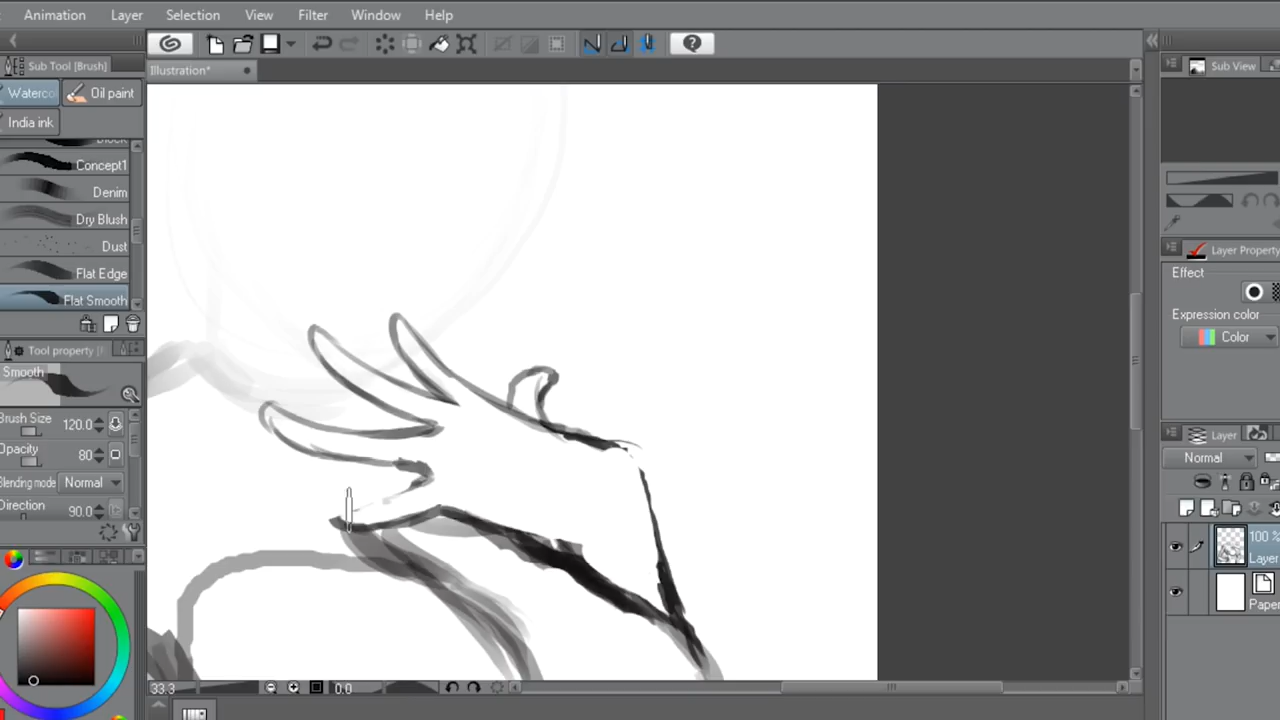 Animation Layer Selection View Filter Window Help
Sub Tool [Brush]
Illustration*
Sub View
Waterco Oil paint
India ink
Concept1
Denim
Dry Blush
Dust
Flat Edge
Flat Smooth
Tool property [
Smooth
Brush Size 120.0
Opacity 80
Blending mode Normal
Direction 90.0
Layer Property
Effect
Expression color
Color
Layer
Normal
100 %
Layer
Paper
33.3 0.0